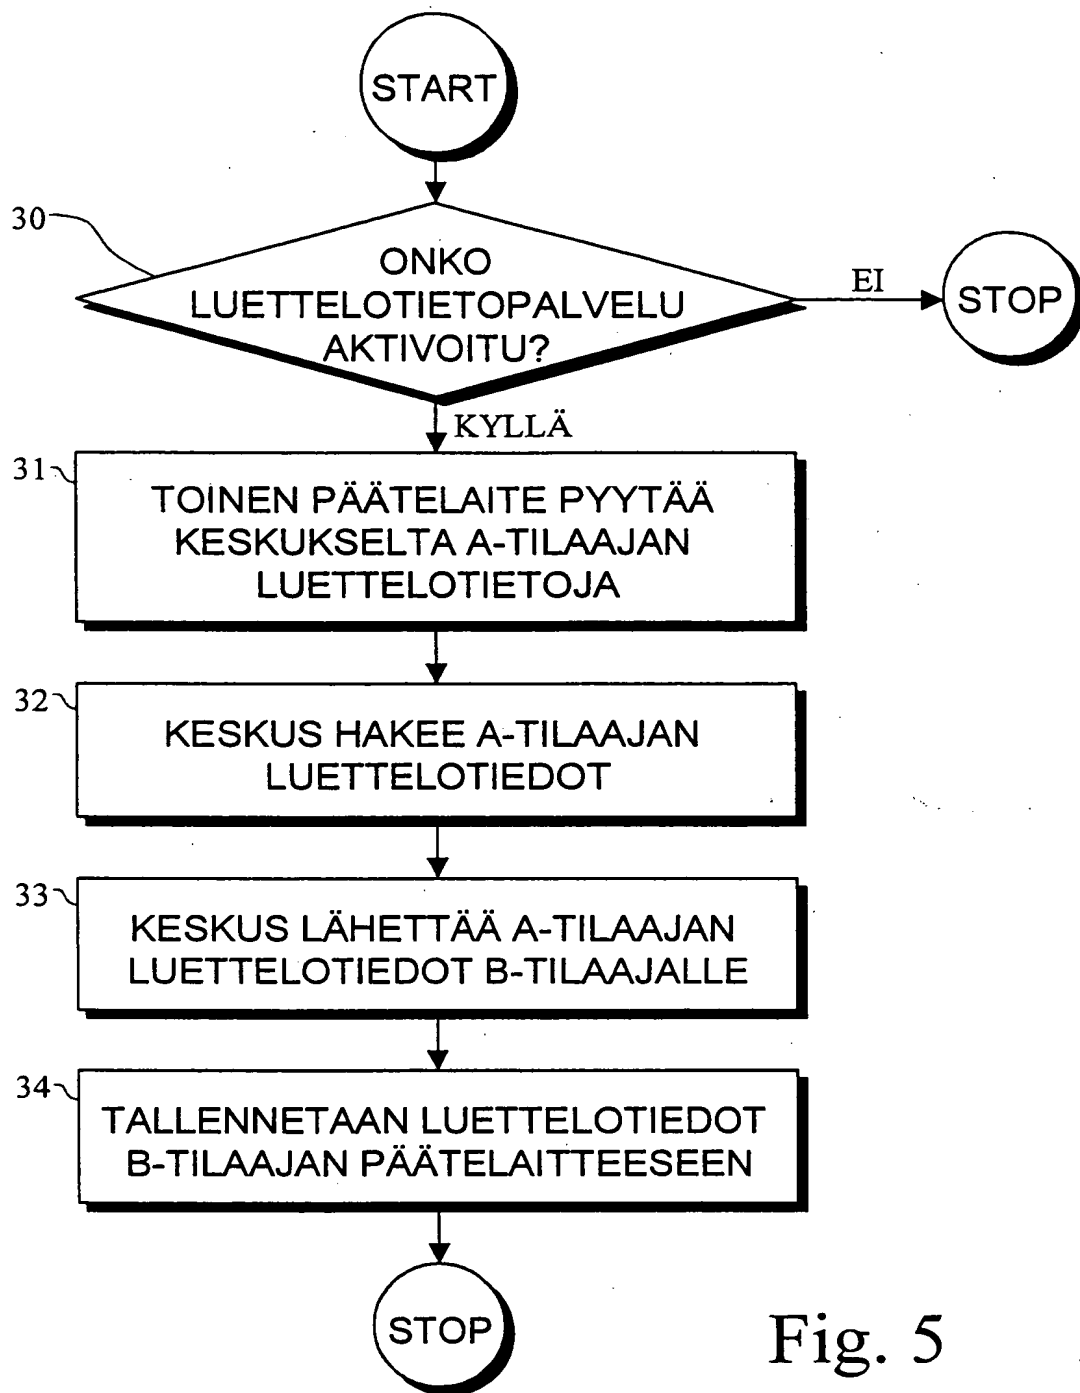 START
30
ONKO
LUETTELOTIETOPALVELU
AKTIVOITU?
EI
STOP
KYLLÄ
31
TOINEN PÄÄTELAITE PYYTÄÄ
KESKUKSELTA A-TILAAJAN
LUETTELOTIETOJA
32
KESKUS HAKEE A-TILAAJAN
LUETTELOTIEDOT
33
KESKUS LÄHETTÄÄ A-TILAAJAN
LUETTELOTIEDOT B-TILAAJALLE
34
TALLENNETAAN LUETTELOTIEDOT
B-TILAAJAN PÄÄTELAITTEESEEN
STOP
Fig. 5